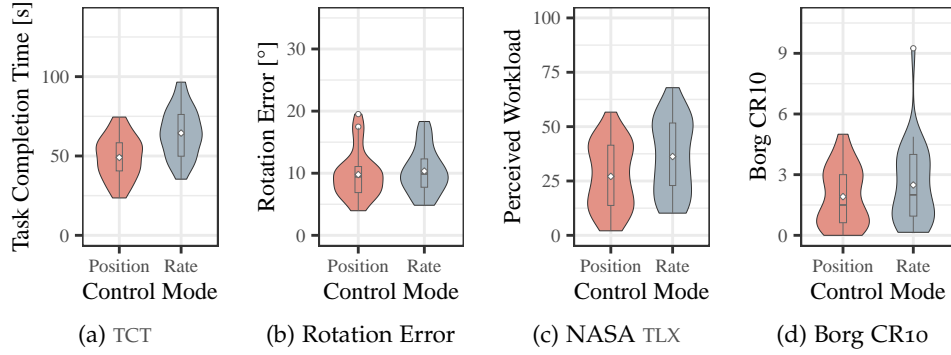 Task Completion Time [s]
100
50
0
Position Rate
Control Mode
(a) TCT
Rotation Error [°]
30
20
10
0
Position Rate
Control Mode
(b) Rotation Error
Perceived Workload
100
75
50
25
0
Position Rate
Control Mode
(c) NASA TLX
Borg CR10
9
6
3
0
Position Rate
Control Mode
(d) Borg CR10